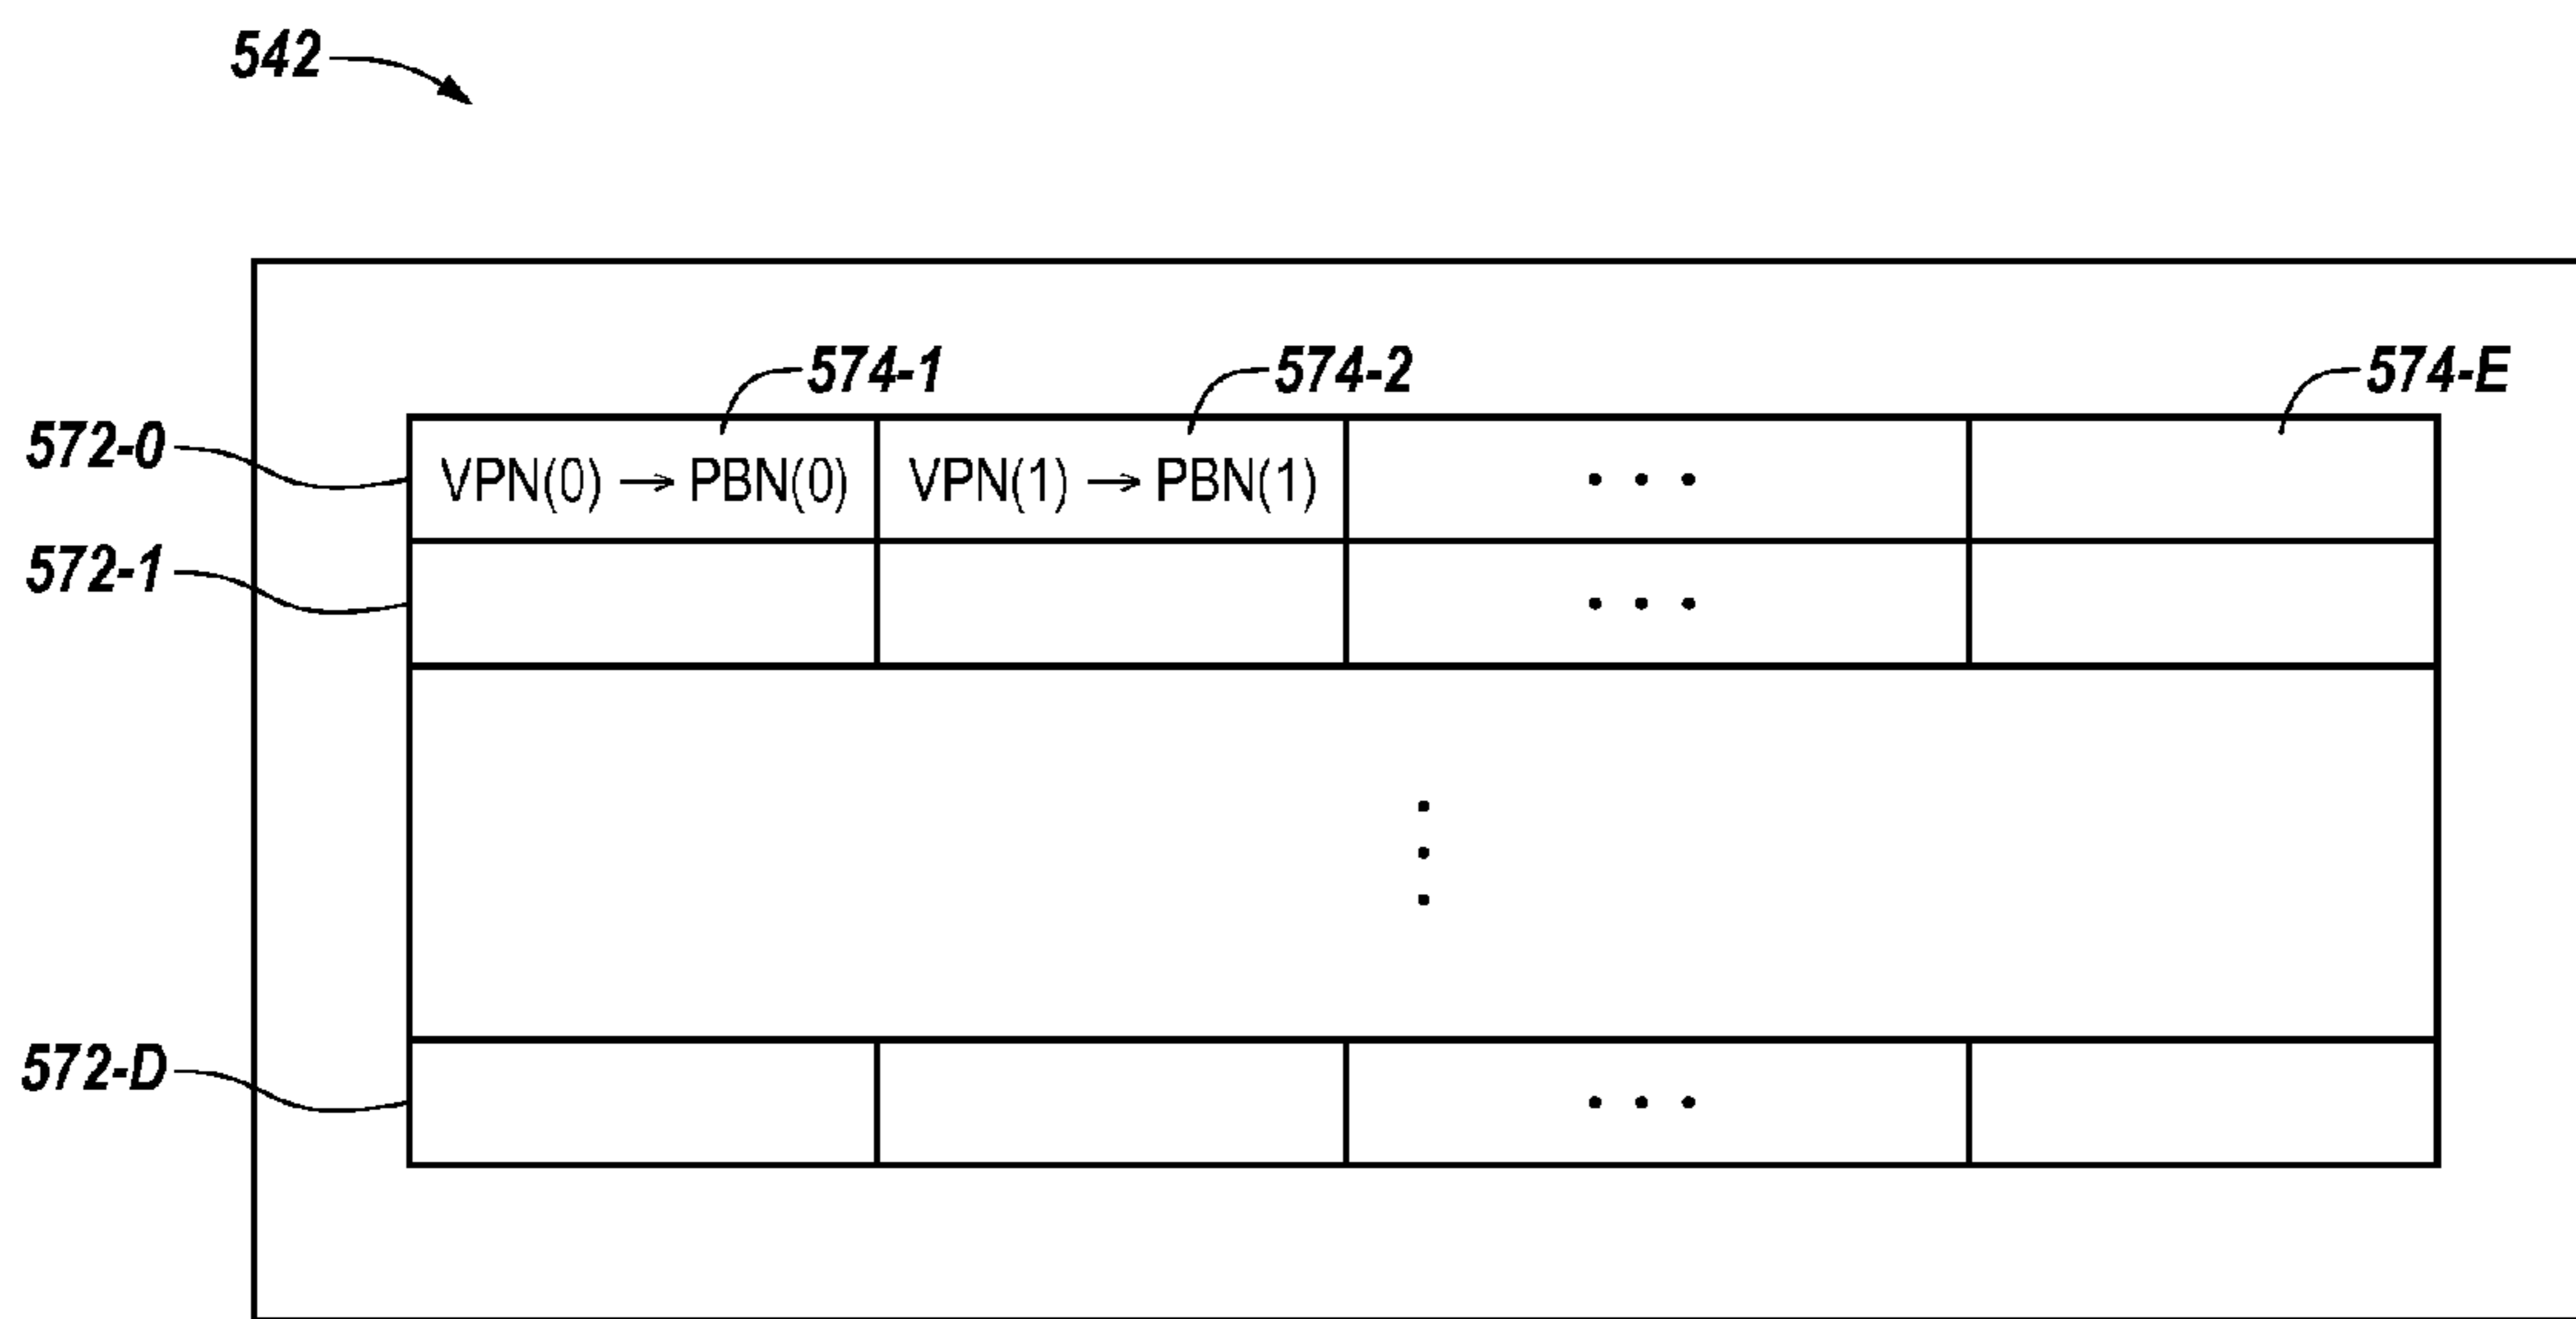 542
574-1 574-2 574-E
572-0 VPN(0) → PBN(0) VPN(1) → PBN(1) • • •
572-1 • • •
572-D • • •